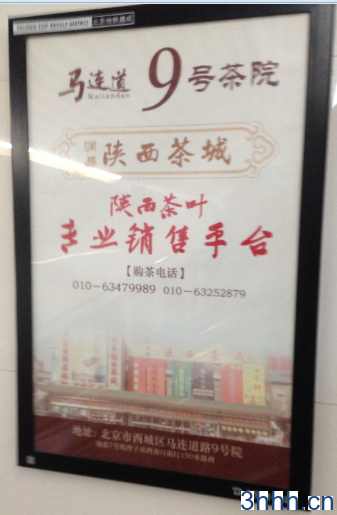 马连道
Maliandao
9号茶院
陕西茶城
陕西茶叶
专业销售平台
【购茶电话】
010-63479989 010-63252879
地址:北京市西城区马连道路9号院
3hhh.cn